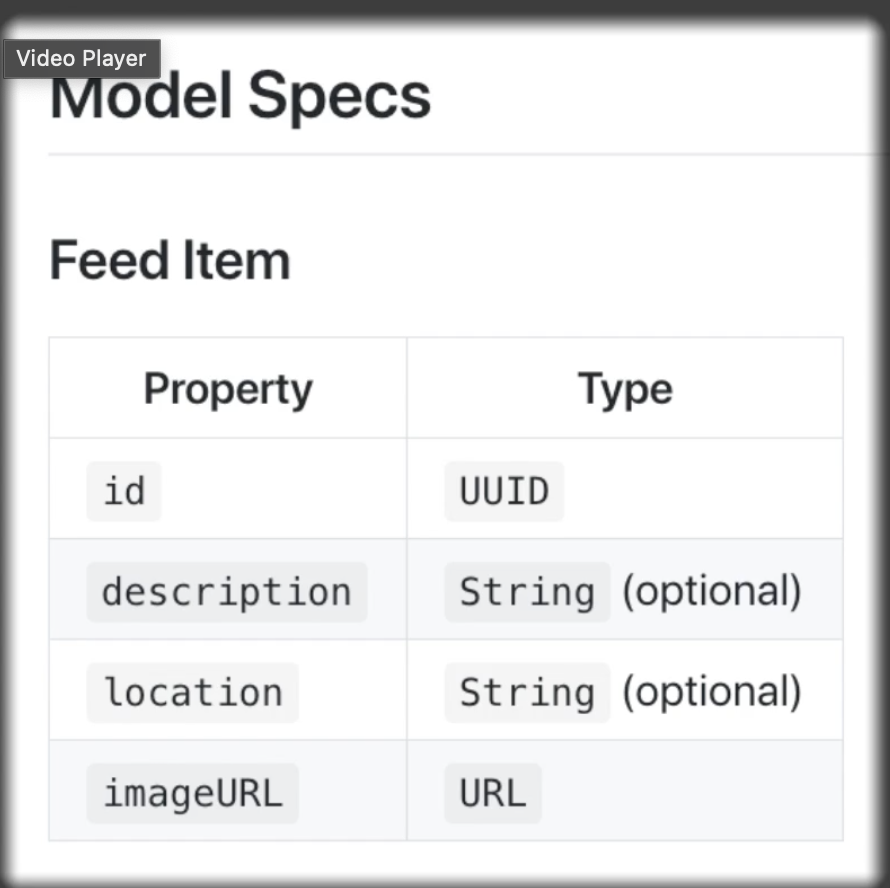 Video Player
Model Specs
Feed Item
Property Type
id UUID
description String (optional)
location String (optional)
imageURL URL